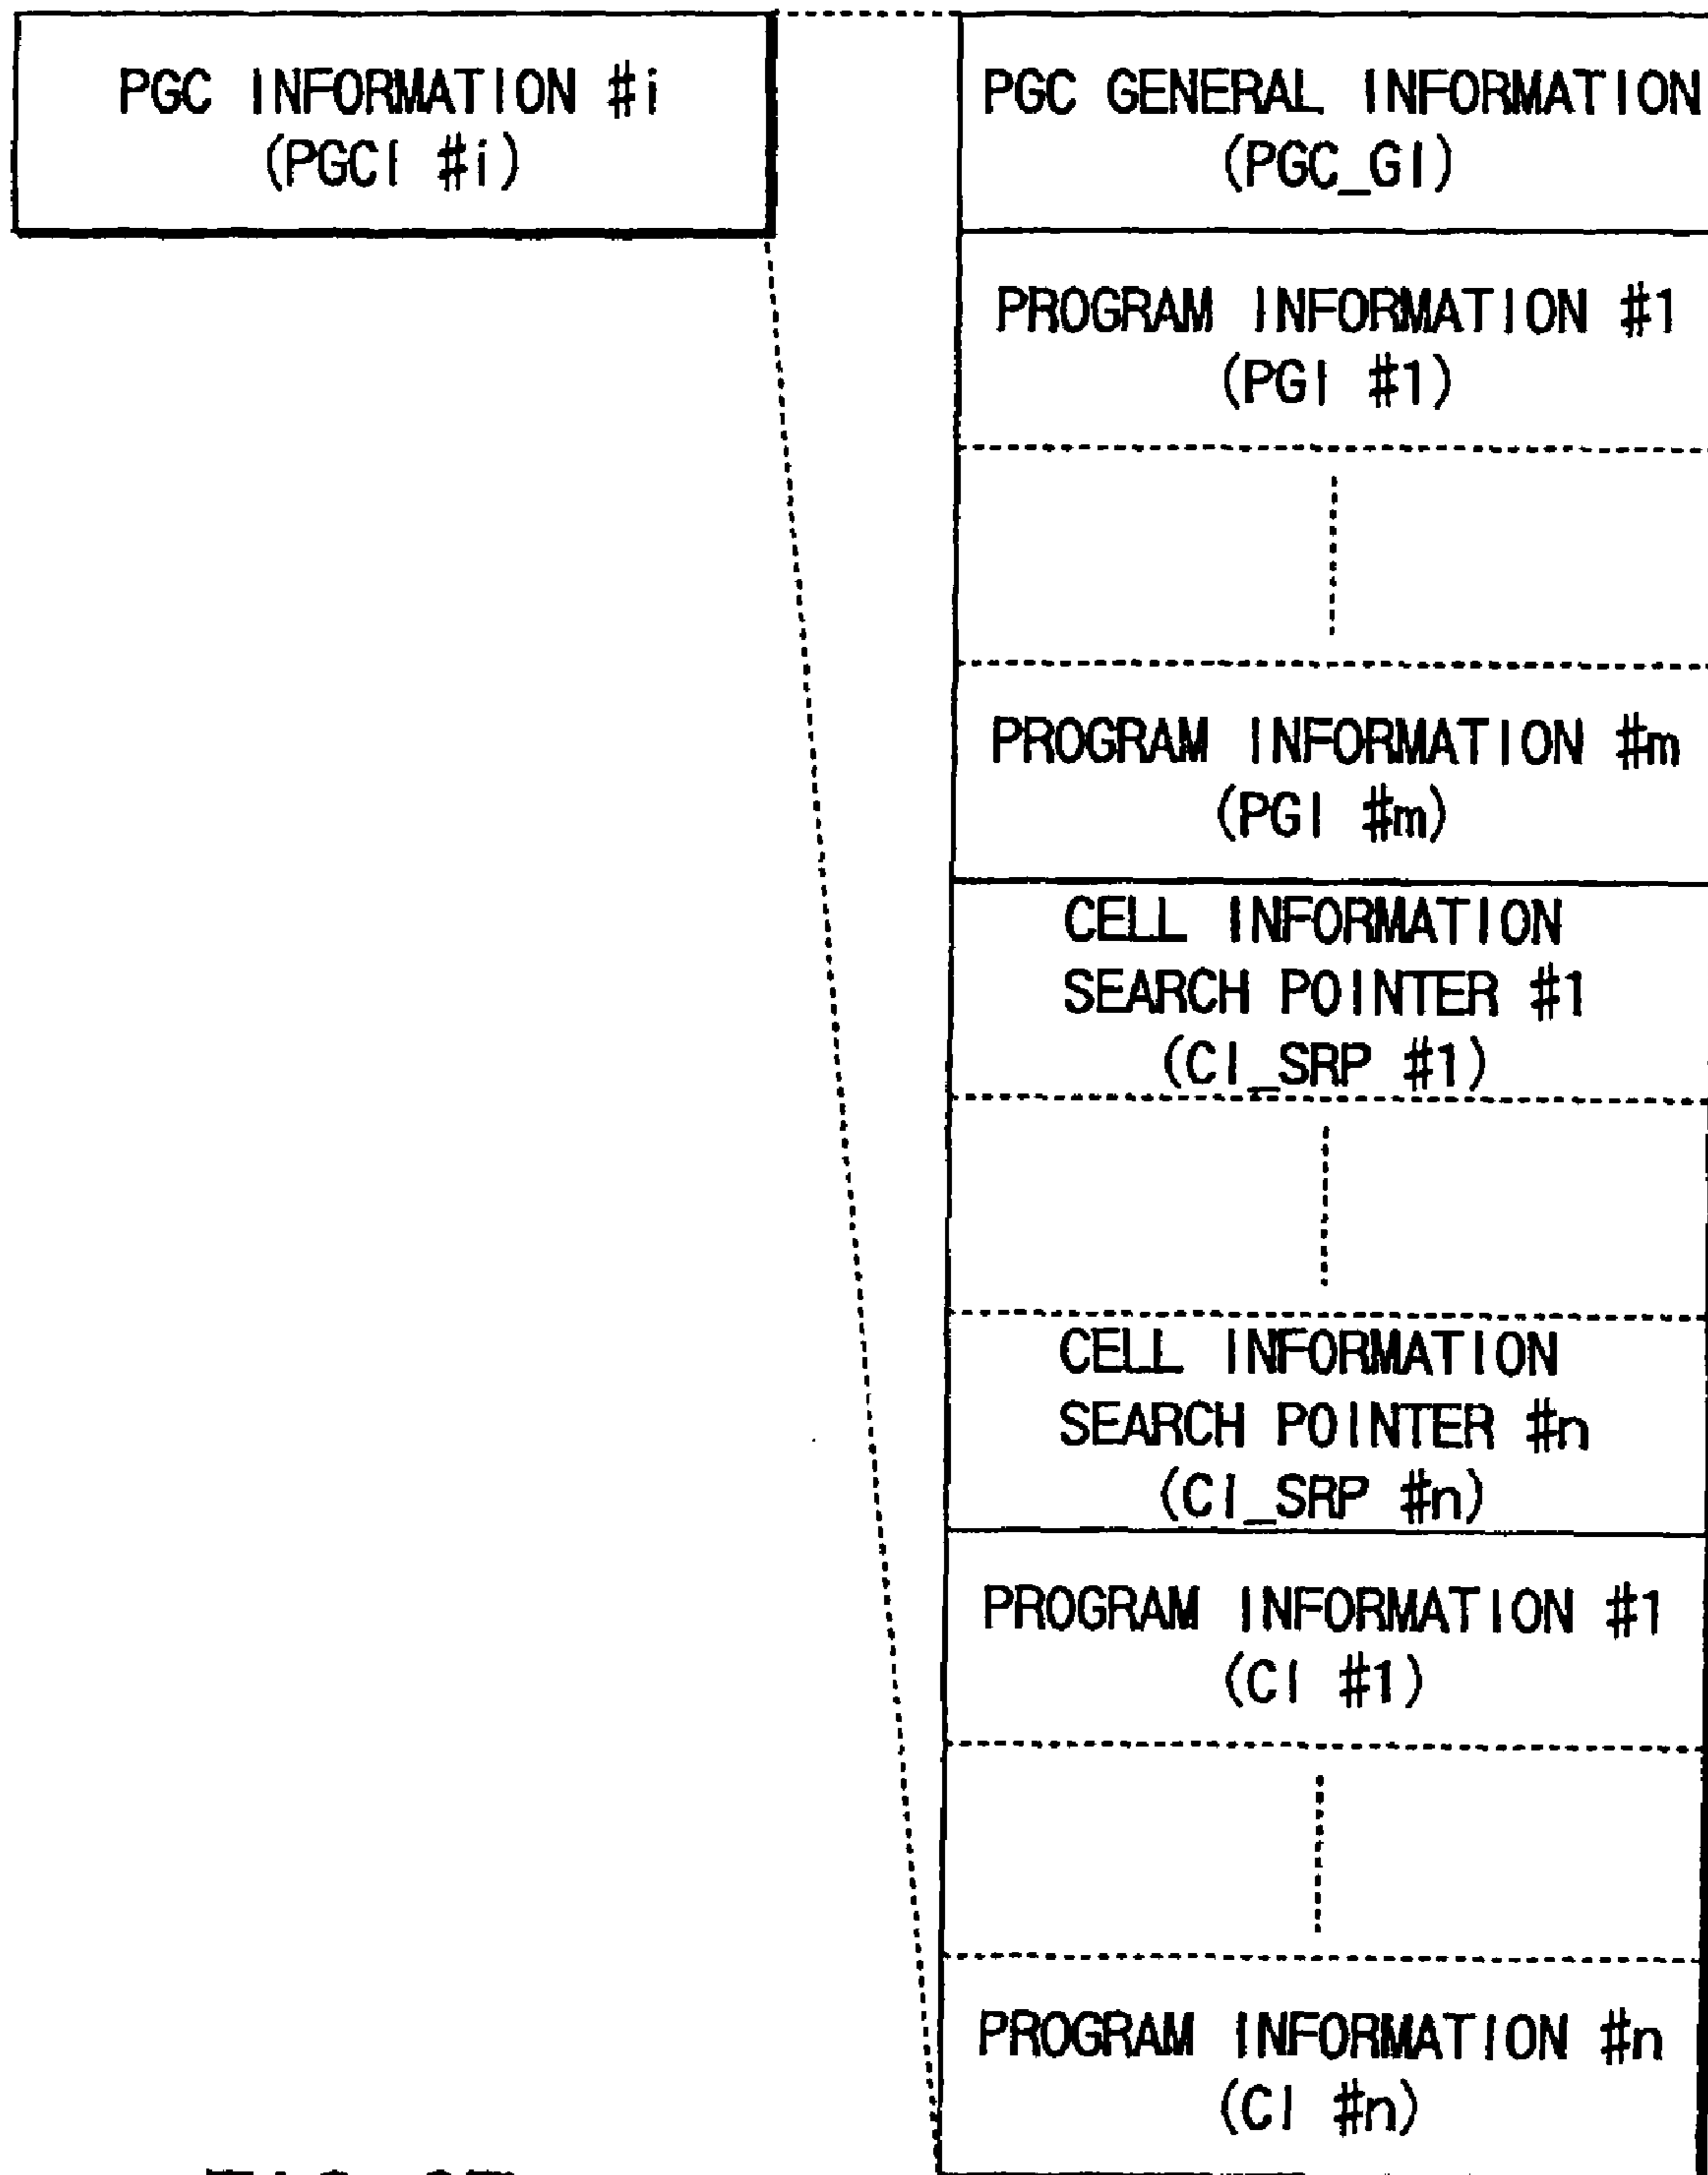 PGC INFORMATION #i
(PGCI #i)
PGC GENERAL INFORMATION
(PGC_GI)
PROGRAM INFORMATION #1
(PGI #1)
PROGRAM INFORMATION #m
(PGI #m)
CELL INFORMATION
SEARCH POINTER #1
(CI_SRP #1)
CELL INFORMATION
SEARCH POINTER #n
(CI_SRP #n)
PROGRAM INFORMATION #1
(CI #1)
PROGRAM INFORMATION #n
(CI #n)